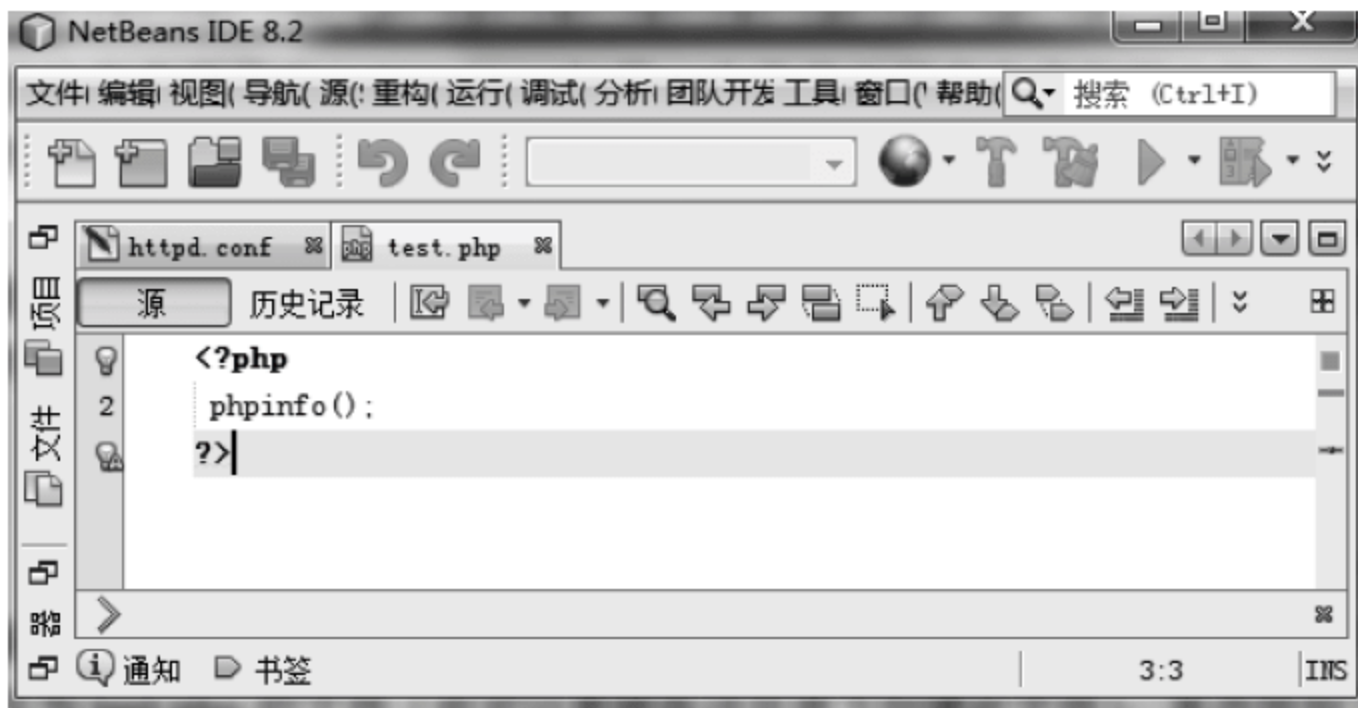 NetBeans IDE 8.2
文件 编辑 视图( 导航( 源( 重构( 运行( 调试( 分析 团队开发 工具 窗口( 帮助( 搜索 (Ctrl+I)
httpd.conf test.php
源 历史记录
项目
文件
<?php
2 phpinfo();
?>
通知 书签 3:3 INS